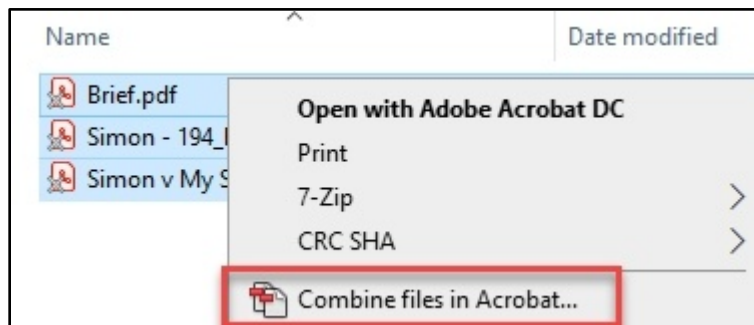 Name Date modified
Brief.pdf
Simon - 194_
Simon v My S
Open with Adobe Acrobat DC
Print
7-Zip
CRC SHA
Combine files in Acrobat...